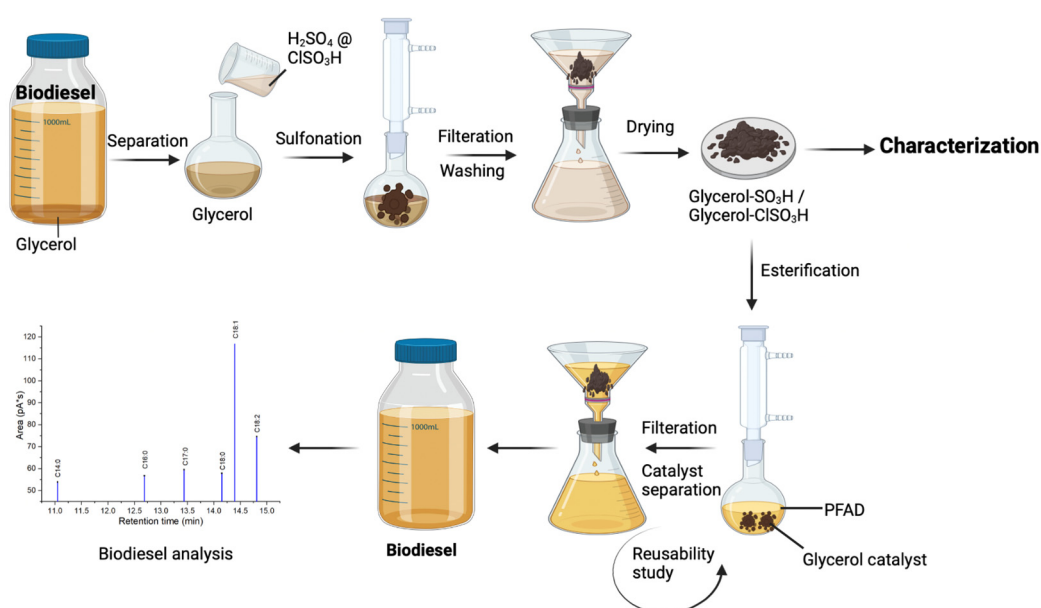 Biodiesel
1000mL
Glycerol
Separation
H₂SO₄ @
ClSO₃H
Glycerol
Sulfonation
Filteration
Washing
Drying
Glycerol-SO₃H /
Glycerol-ClSO₃H
Characterization
Esterification
PFAD
Glycerol catalyst
Filteration
Catalyst
separation
Reusability
study
1000mL
Biodiesel
120
110
100
90
80
70
60
50
Area (pA*s)
C14:0
C16:0
C17:0
C18:0
C18:1
C18:2
11.0 11.5 12.0 12.5 13.0 13.5 14.0 14.5 15.0
Retention time (min)
Biodiesel analysis